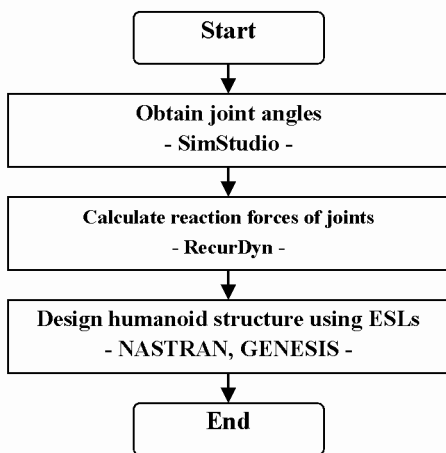 Start
Obtain joint angles
- SimStudio -
Calculate reaction forces of joints
- RecurDyn -
Design humanoid structure using ESLs
- NASTRAN, GENESIS -
End